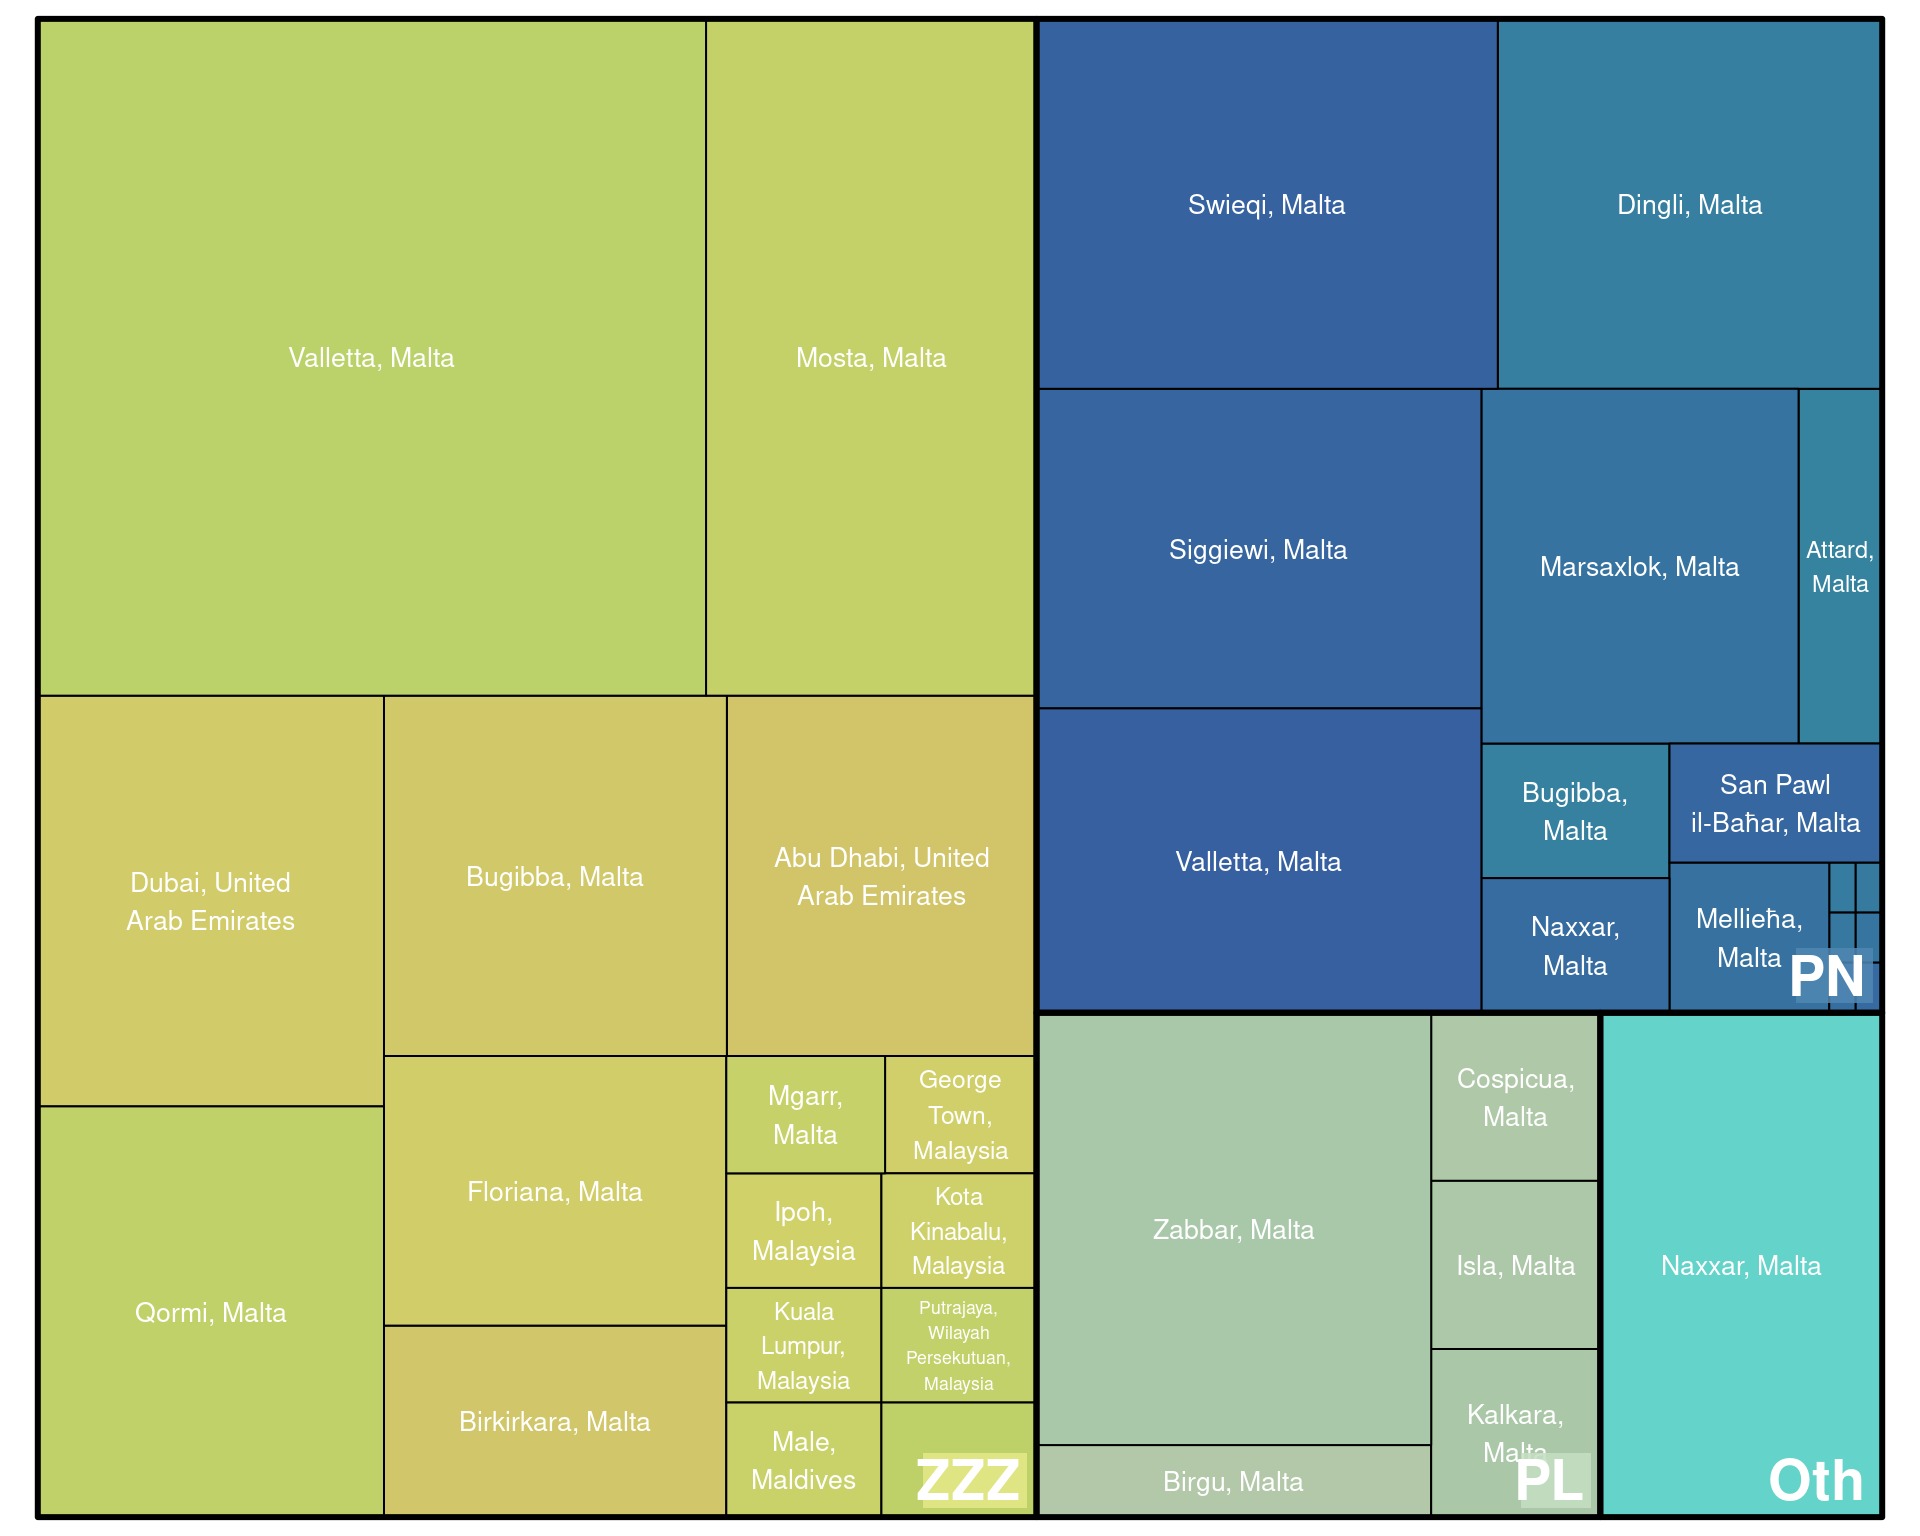 Valletta, Malta
Mosta, Malta
Dubai, United
Arab Emirates
Bugibba, Malta
Abu Dhabi, United
Arab Emirates
Qormi, Malta
Floriana, Malta
Birkirkara, Malta
Mgarr,
Malta
George
Town,
Malaysia
Ipoh,
Malaysia
Kota
Kinabalu,
Malaysia
Kuala
Lumpur,
Malaysia
Putrajaya,
Wilayah
Persekutuan,
Malaysia
Male,
Maldives
ZZZ
Swieqi, Malta
Dingli, Malta
Siggiewi, Malta
Marsaxlok, Malta
Attard,
Malta
Valletta, Malta
Bugibba,
Malta
San Pawl
il-Baħar, Malta
Naxxar,
Malta
Mellieħa,
Malta
PN
Zabbar, Malta
Cospicua,
Malta
Isla, Malta
Kalkara,
Malta
Birgu, Malta
PL
Naxxar, Malta
Oth